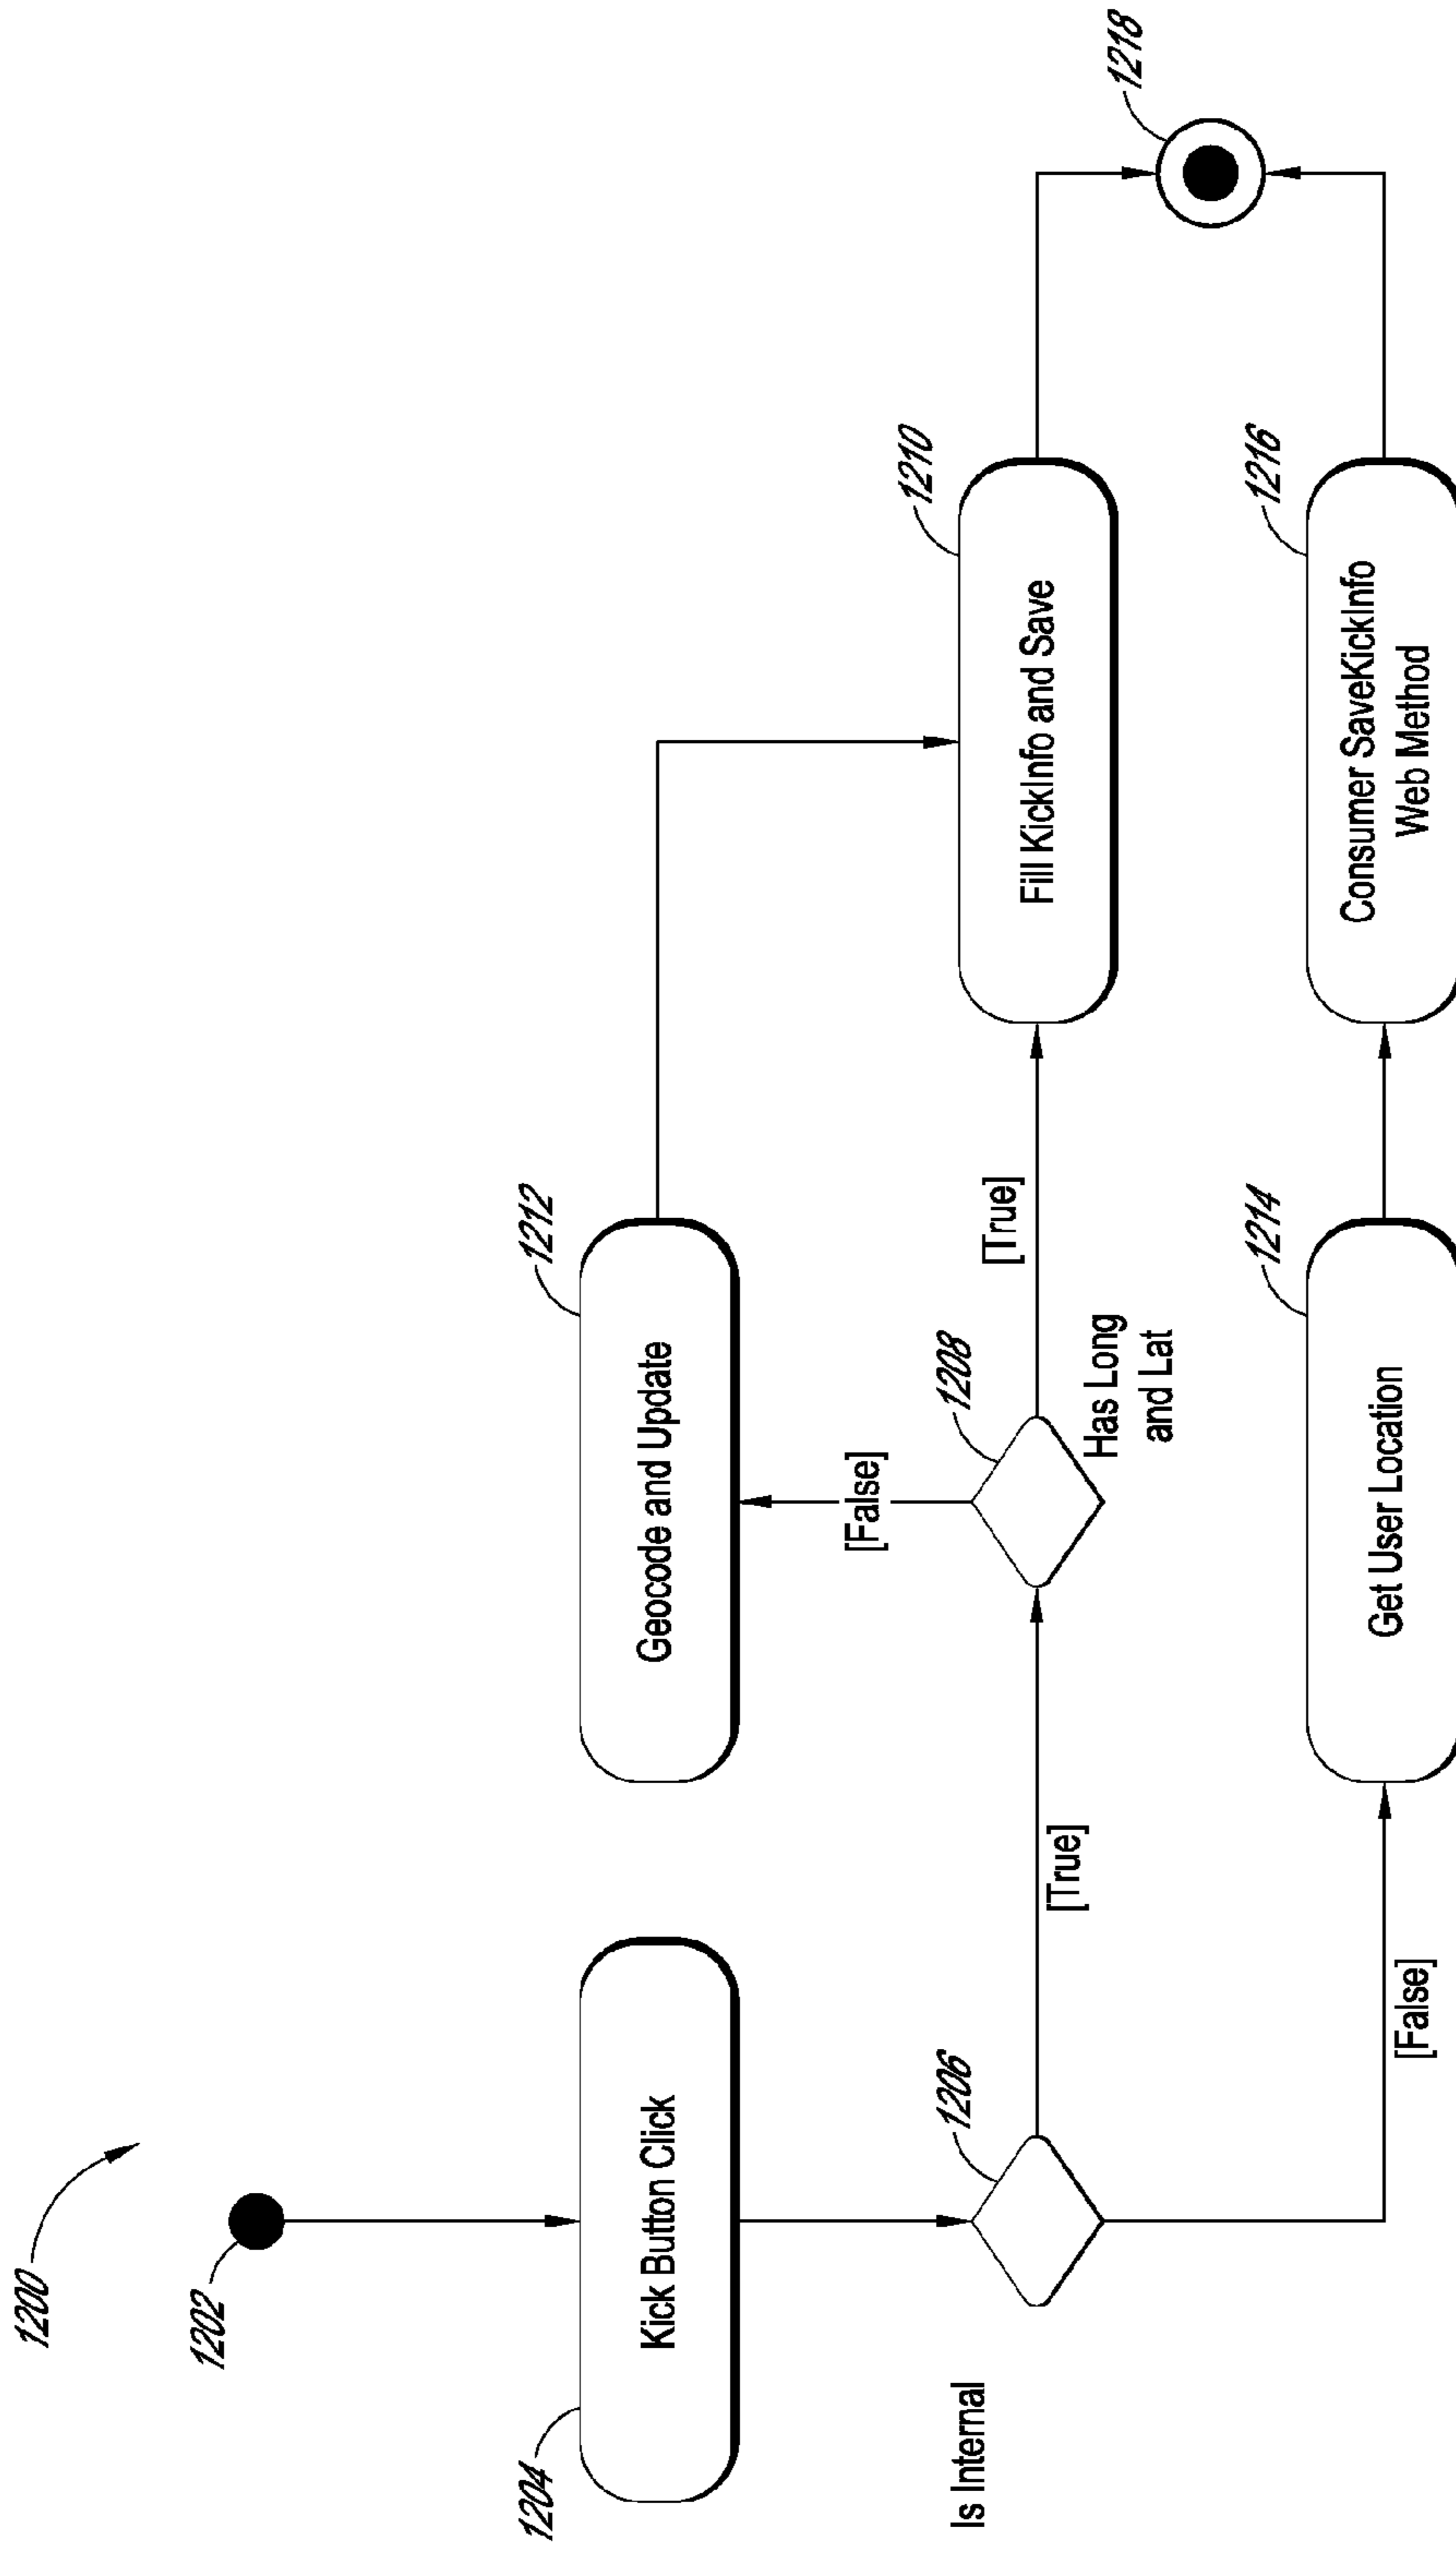 1200
1202
1204
Kick Button Click
1212
Geocode and Update
Is Internal
1206
[False]
1208
Has Long
and Lat
[True]
[True]
1210
Fill KickInfo and Save
1218
[False]
1214
Get User Location
1216
Consumer SaveKickInfo
Web Method